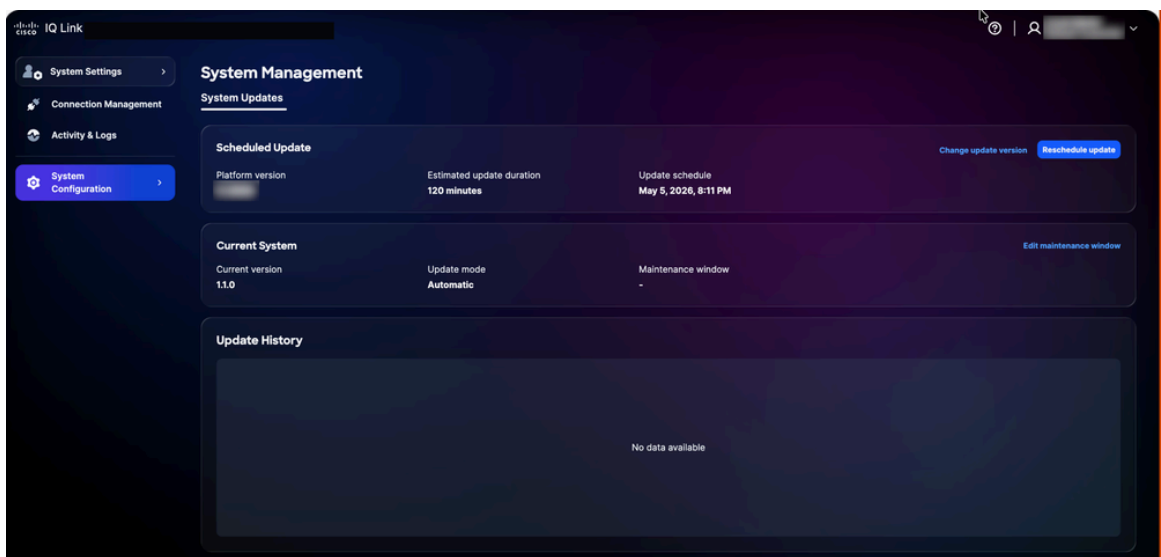 CISCO IQ Link
System Settings
Connection Management
Activity & Logs
System
Configuration
System Management
System Updates
Scheduled Update
Change update version Reschedule update
Platform version Estimated update duration Update schedule
120 minutes May 5, 2026, 8:11 PM
Current System Edit maintenance window
Current version Update mode Maintenance window
1.1.0 Automatic -
Update History
No data available